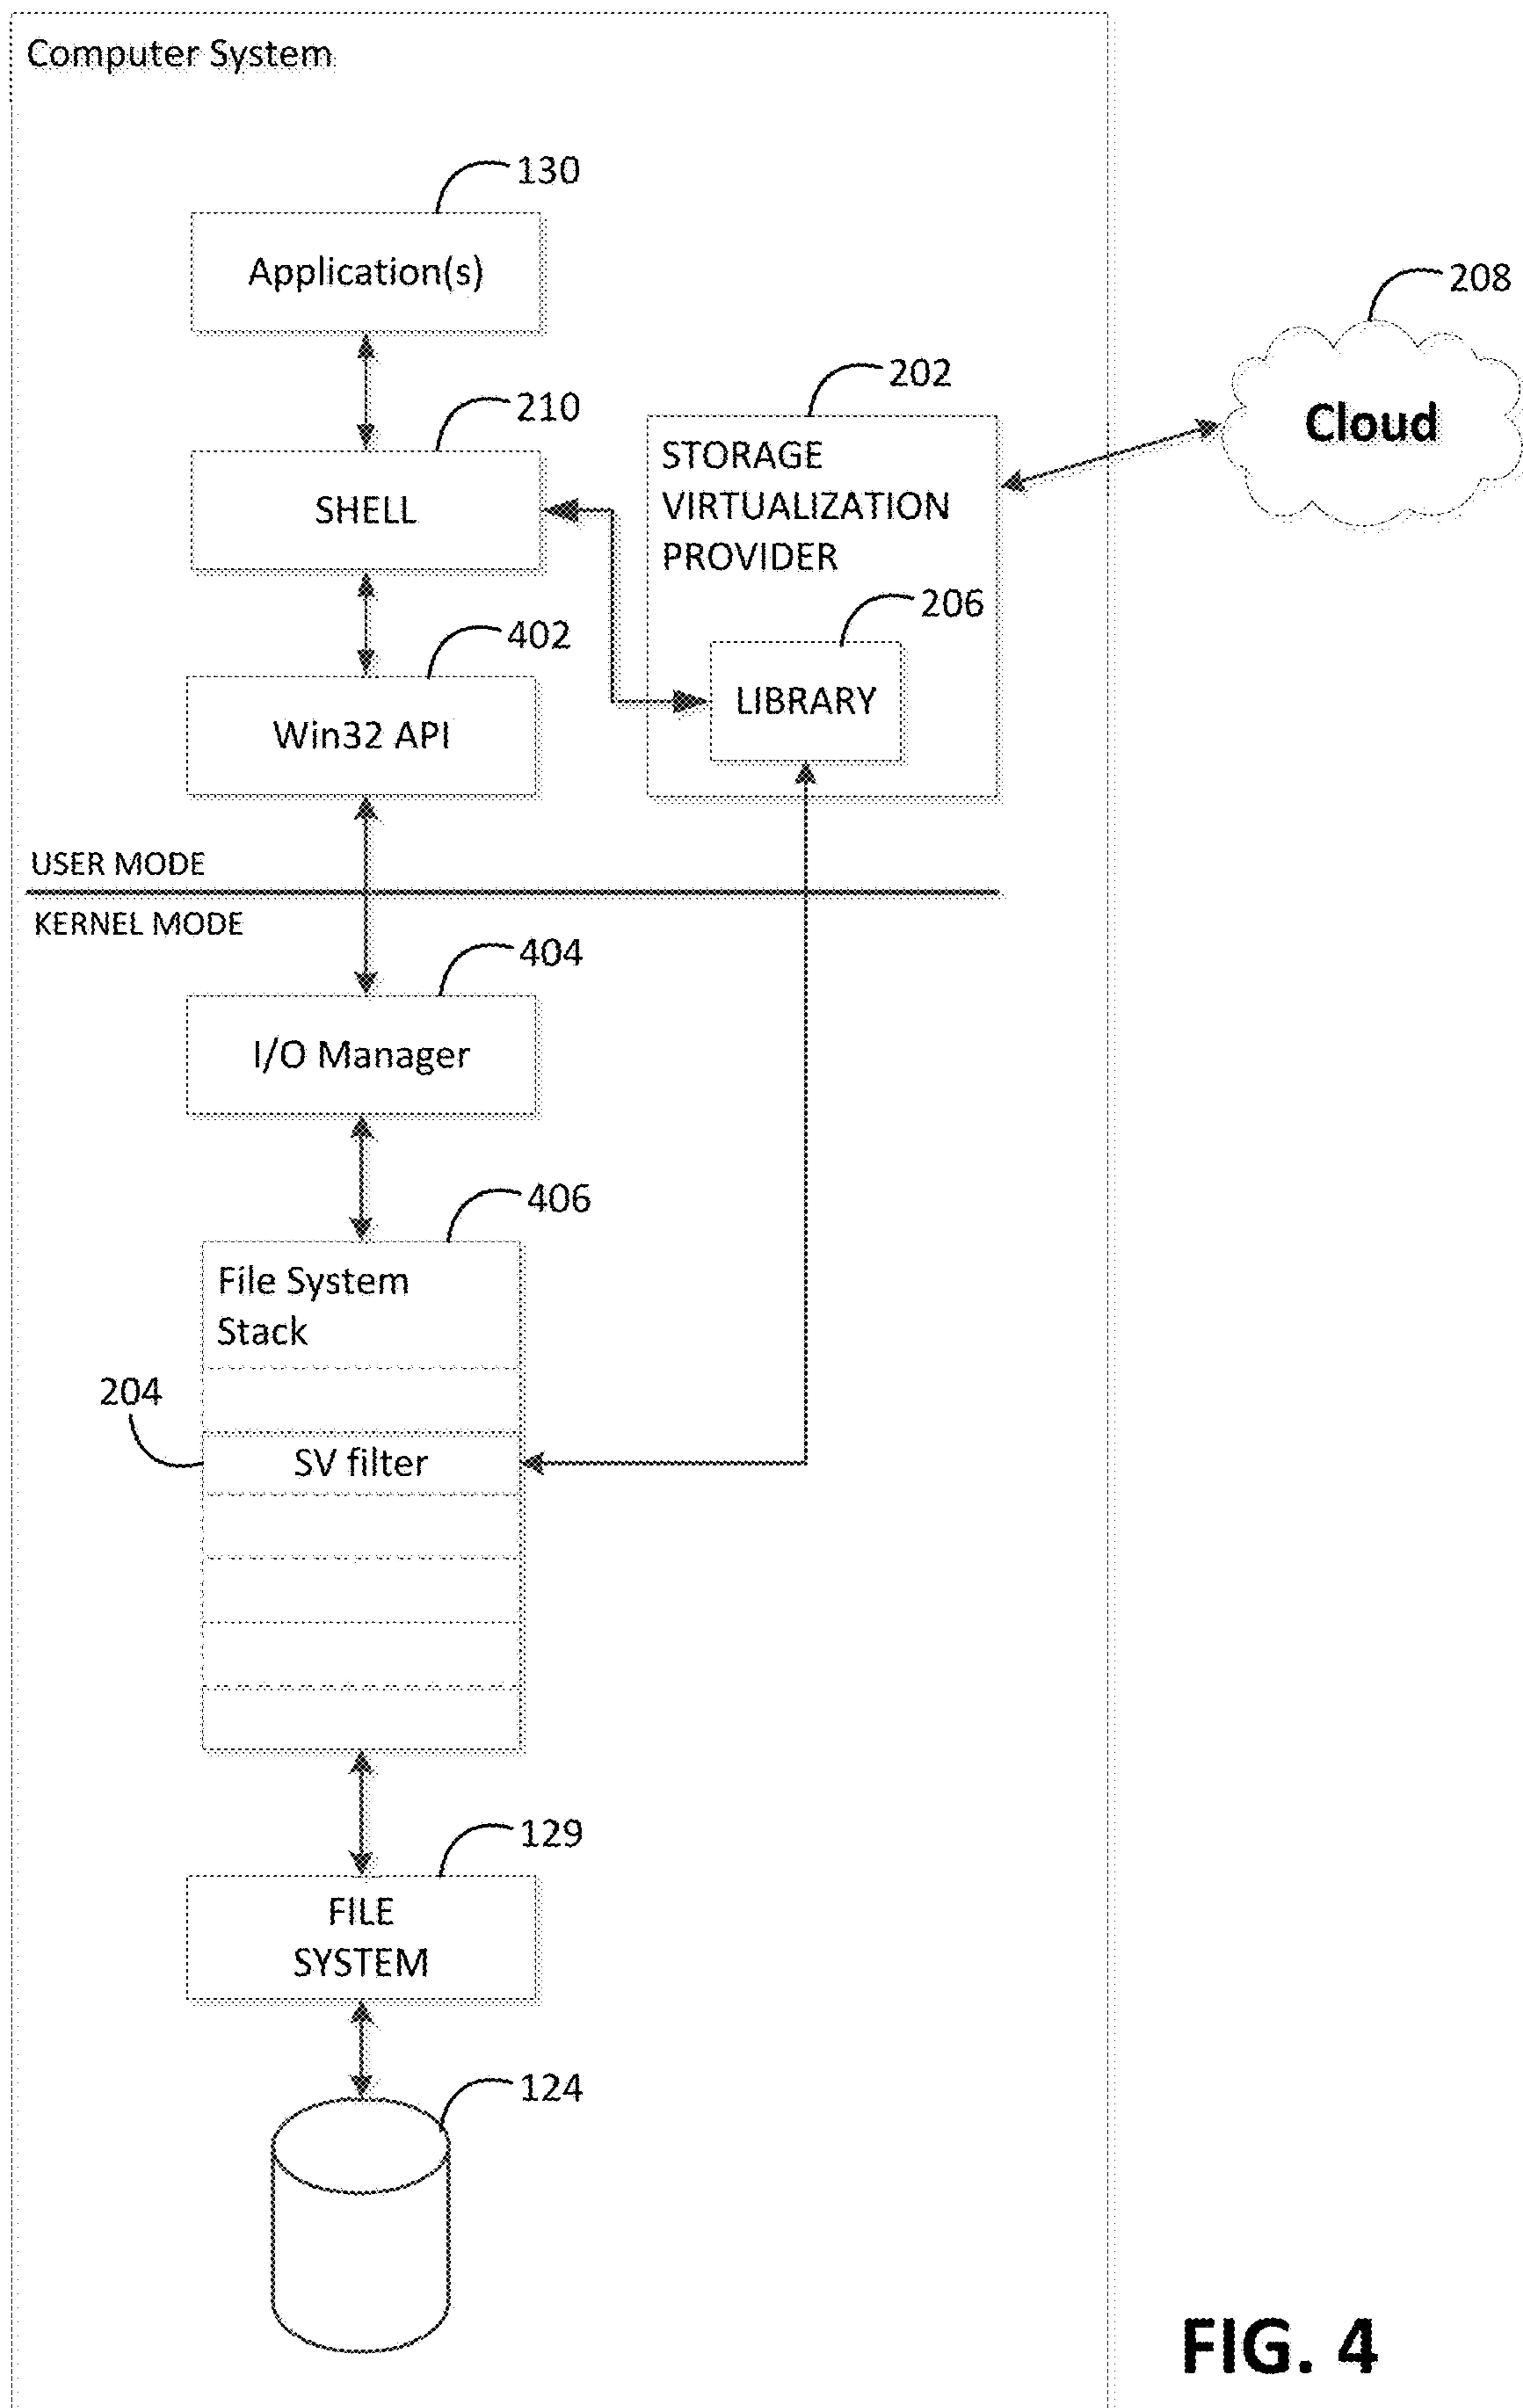 Computer System
130
Application(s)
208
Cloud
202
210
STORAGE
VIRTUALIZATION
PROVIDER
SHELL
206
402
LIBRARY
Win32 API
USER MODE
KERNEL MODE
404
I/O Manager
406
File System
Stack
204
SV filter
129
FILE
SYSTEM
124
FIG. 4